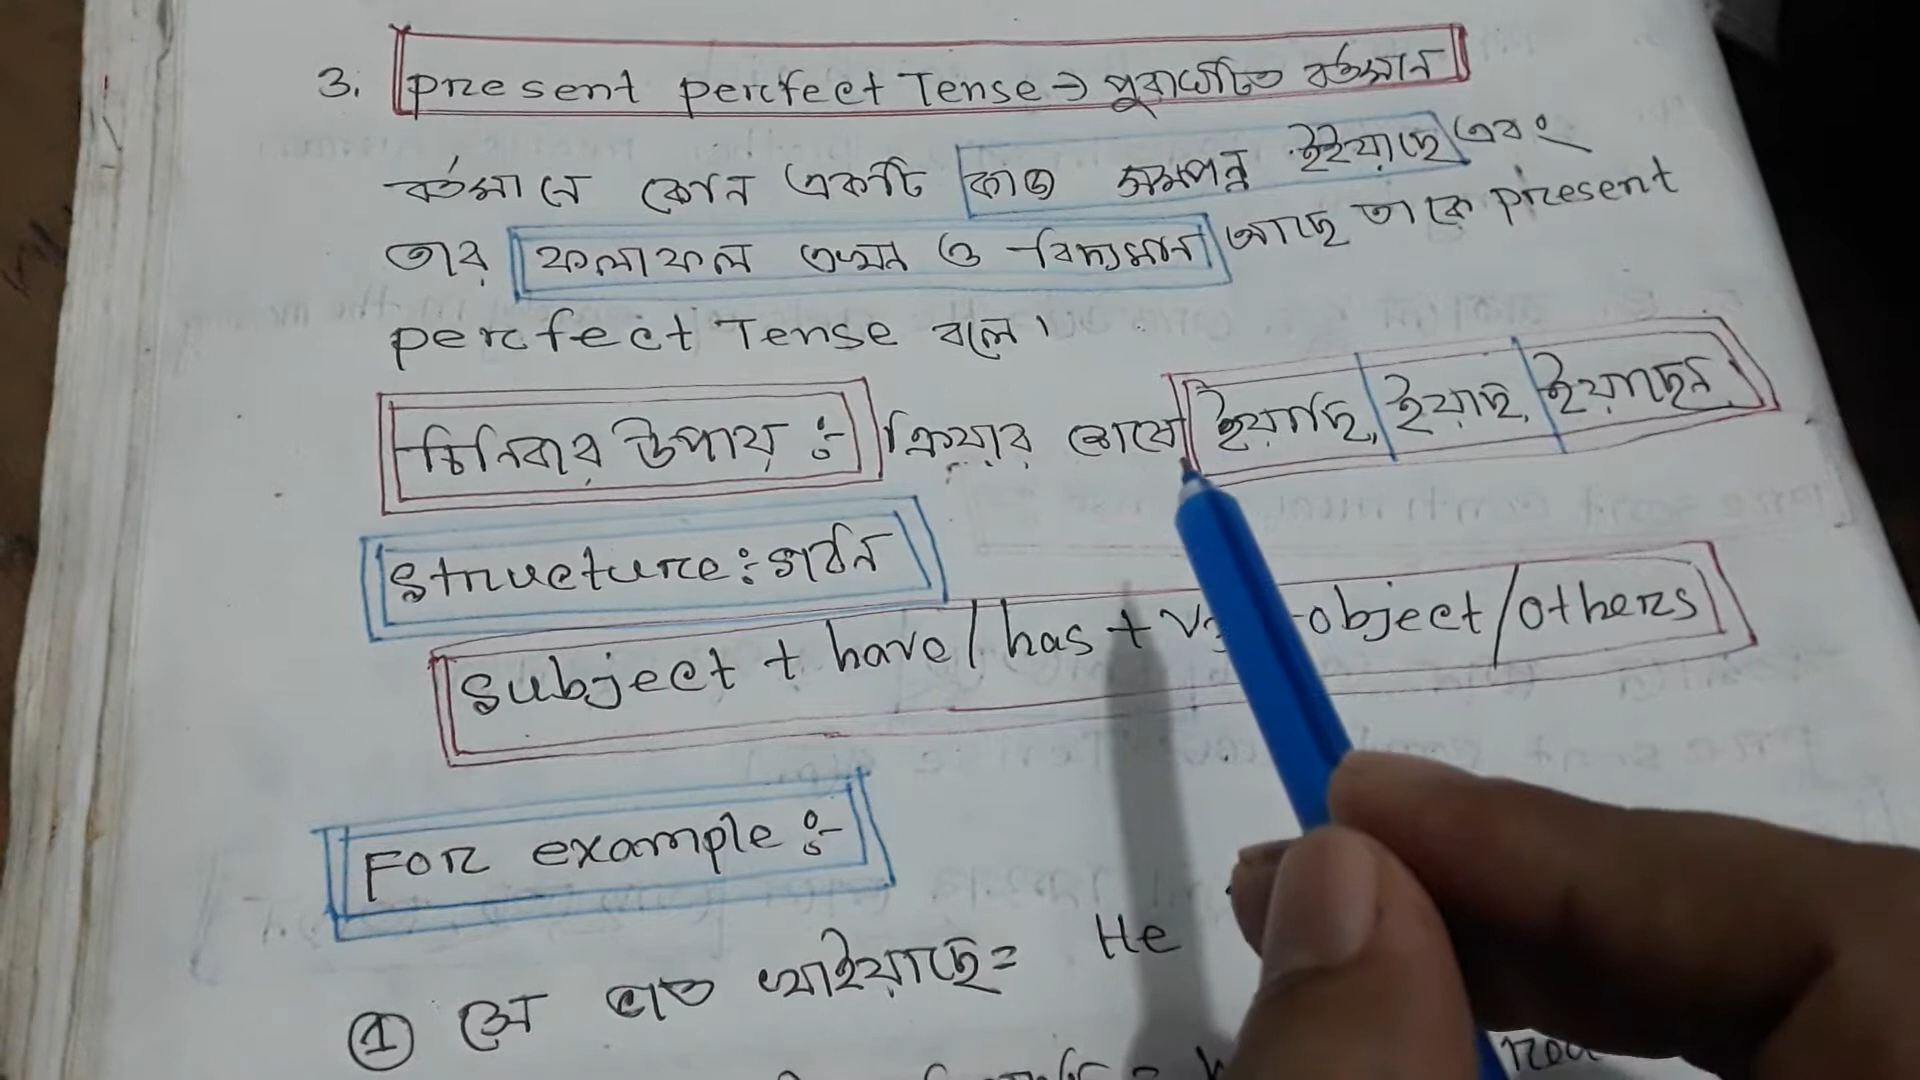 3. present perfect Tense → পুরাঘটিত বর্তমান
বর্তমানে কোন একটি কাজ সম্পন্ন হইয়াছে এবং
তার ফলাফল এখন ও বিদ্যমান আছে তাকে present
perfect Tense বলে।
চিনিবার উপায় ঃ- ক্রিয়ার শেষে ইয়াছি, ইয়াছ, ইয়াছেন
structure : গঠন
subject + have / has + V object / others
For example ঃ-
① সে ভাত খাইয়াছে = He